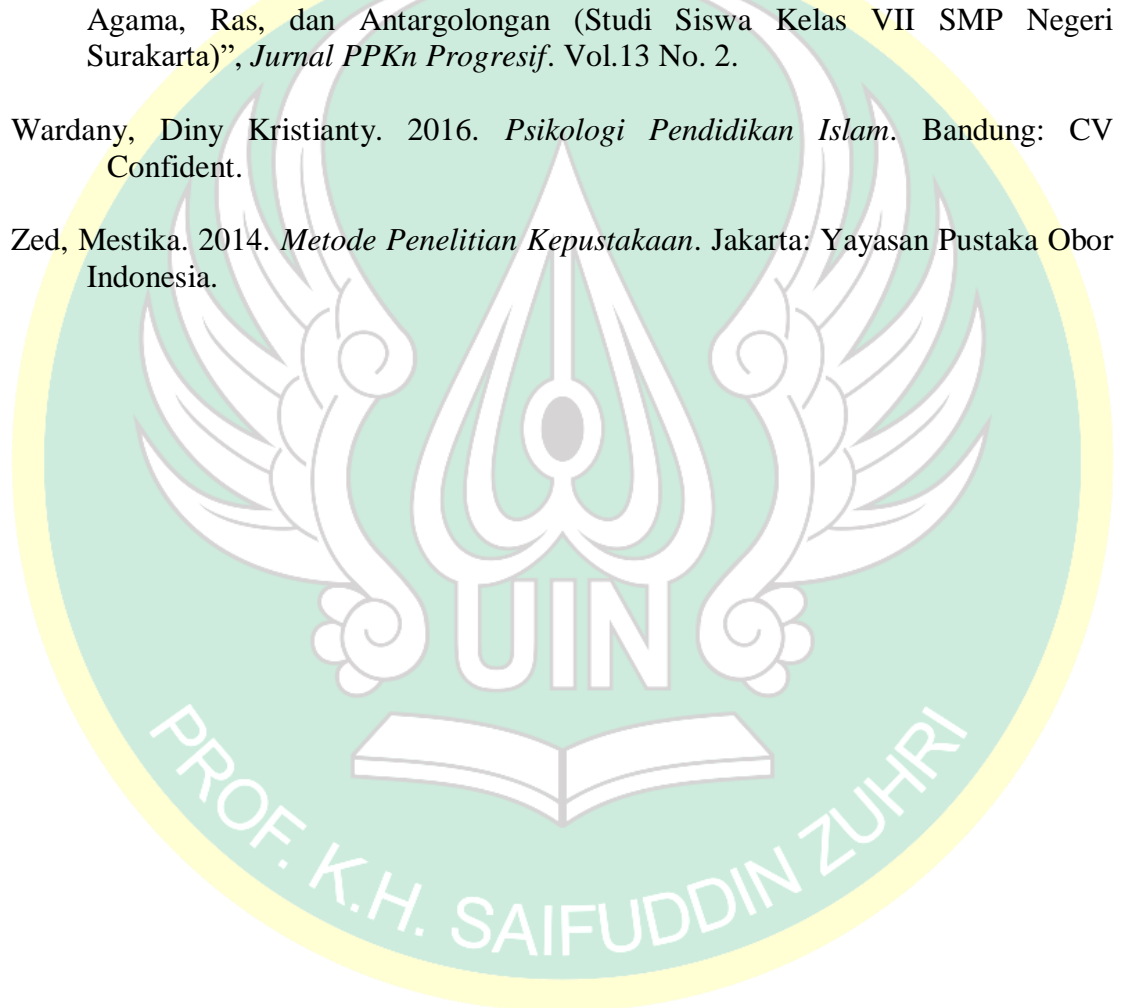 Agama, Ras, dan Antargolongan (Studi Siswa Kelas VII SMP Negeri
Surakarta)”, Jurnal PPKn Progresif. Vol.13 No. 2.
Wardany, Diny Kristianty. 2016. Psikologi Pendidikan Islam. Bandung: CV
Confident.
Zed, Mestika. 2014. Metode Penelitian Kepustakaan. Jakarta: Yayasan Pustaka Obor
Indonesia.
UIN
PROF. K.H. SAIFUDDIN ZUHRI